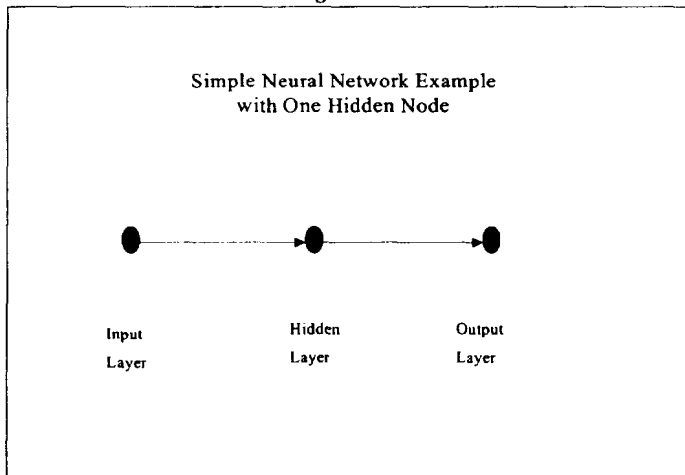 Simple Neural Network Example
with One Hidden Node
Input
Layer
Hidden
Layer
Output
Layer